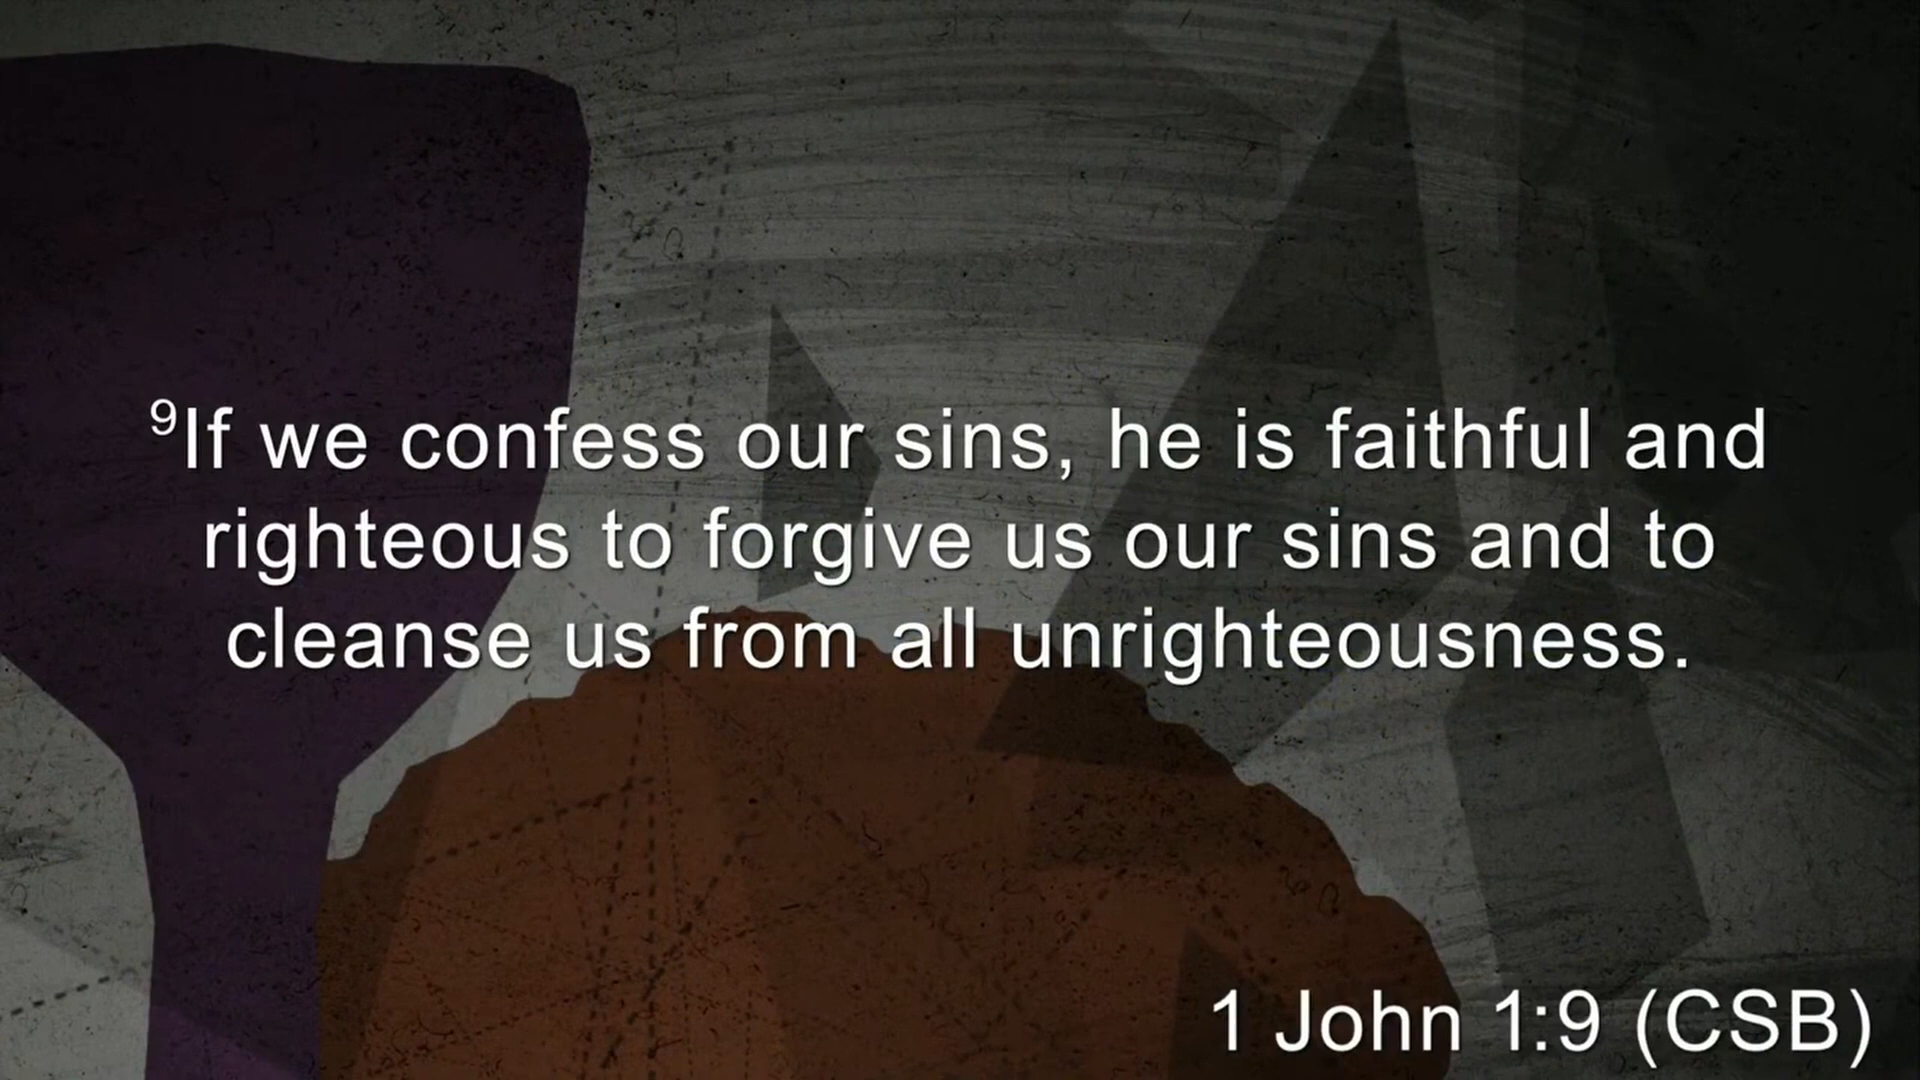 ⁹If we confess our sins, he is faithful and
righteous to forgive us our sins and to
cleanse us from all unrighteousness.
1 John 1:9 (CSB)